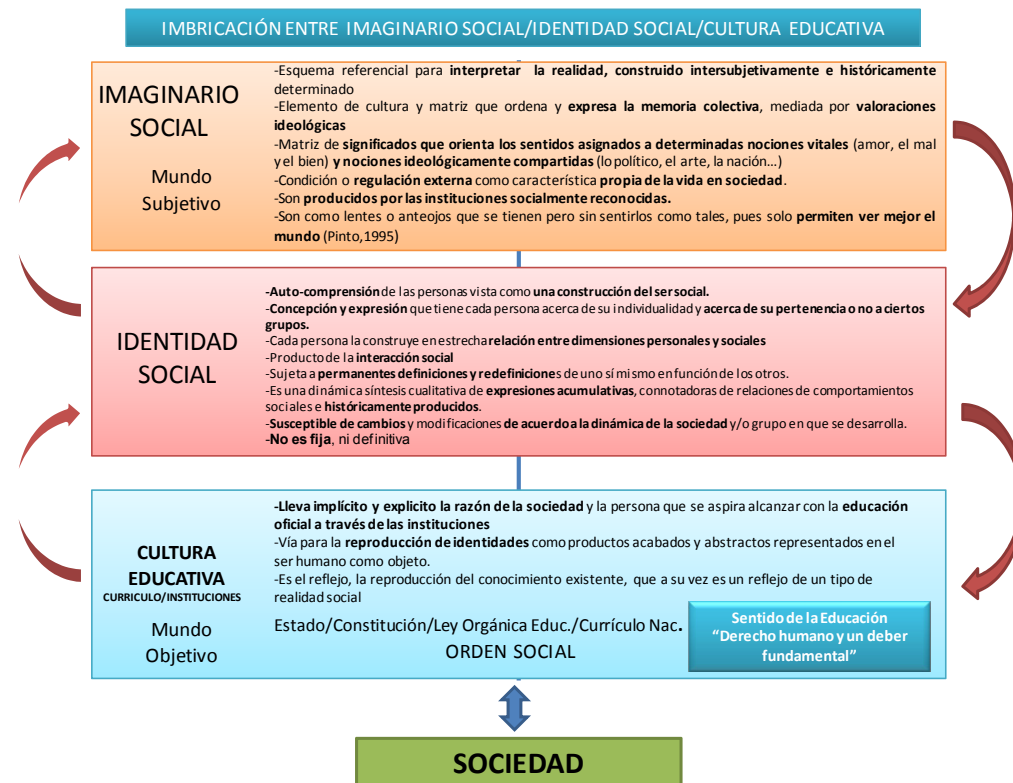 IMBRICACIÓN ENTRE IMAGINARIO SOCIAL/IDENTIDAD SOCIAL/CULTURA EDUCATIVA
IMAGINARIO
SOCIAL
Mundo
Subjetivo
-Esquema referencial para interpretar la realidad, construido intersubjetivamente e históricamente
determinado
-Elemento de cultura y matriz que ordena y expresa la memoria colectiva, mediada por valoraciones
ideológicas
-Matriz de significados que orienta los sentidos asignados a determinadas nociones vitales (amor, el mal
y el bien) y nociones ideológicamente compartidas (lo político, el arte, la nación…)
-Condición o regulación externa como característica propia de la vida en sociedad.
-Son producidos por las instituciones socialmente reconocidas.
-Son como lentes o anteojos que se tienen pero sin sentirlos como tales, pues solo permiten ver mejor el
mundo (Pinto,1995)
IDENTIDAD
SOCIAL
-Auto-comprensión de las personas vista como una construcción del ser social.
-Concepción y expresión que tiene cada persona acerca de su individualidad y acerca de su pertenencia o no a ciertos
grupos.
-Cada persona la construye en estrecha relación entre dimensiones personales y sociales
-Producto de la interacción social
-Sujeta a permanentes definiciones y redefiniciones de uno sí mismo en función de los otros.
-Es una dinámica síntesis cualitativa de expresiones acumulativas, connotadoras de relaciones de comportamientos
sociales e históricamente producidos.
-Susceptible de cambios y modificaciones de acuerdo a la dinámica de la sociedad y/o grupo en que se desarrolla.
-No es fija, ni definitiva
CULTURA
EDUCATIVA
CURRICULO/INSTITUCIONES
Mundo
Objetivo
-Lleva implícito y explicito la razón de la sociedad y la persona que se aspira alcanzar con la educación
oficial a través de las instituciones
-Vía para la reproducción de identidades como productos acabados y abstractos representados en el
ser humano como objeto.
-Es el reflejo, la reproducción del conocimiento existente, que a su vez es un reflejo de un tipo de
realidad social
Estado/Constitución/Ley Orgánica Educ./Currículo Nac.
ORDEN SOCIAL
Sentido de la Educación
“Derecho humano y un deber
fundamental”
SOCIEDAD